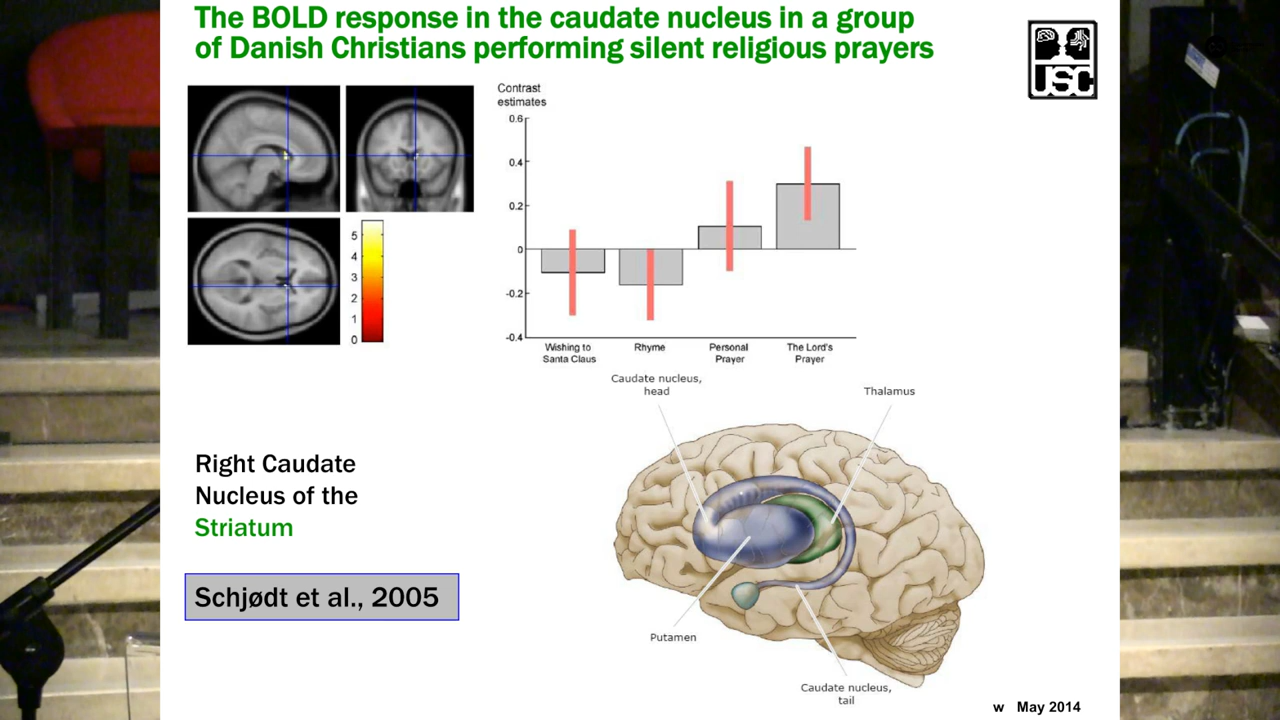 The BOLD response in the caudate nucleus in a group
of Danish Christians performing silent religious prayers
USC
Contrast
estimates
0.6
0.4
0.2
0
-0.2
-0.4
Wishing to
Santa Claus
Rhyme
Personal
Prayer
The Lord's
Prayer
5
4
3
2
1
0
Caudate nucleus,
head
Thalamus
Right Caudate
Nucleus of the
Striatum
Schjødt et al., 2005
Putamen
Caudate nucleus,
tail
w May 2014